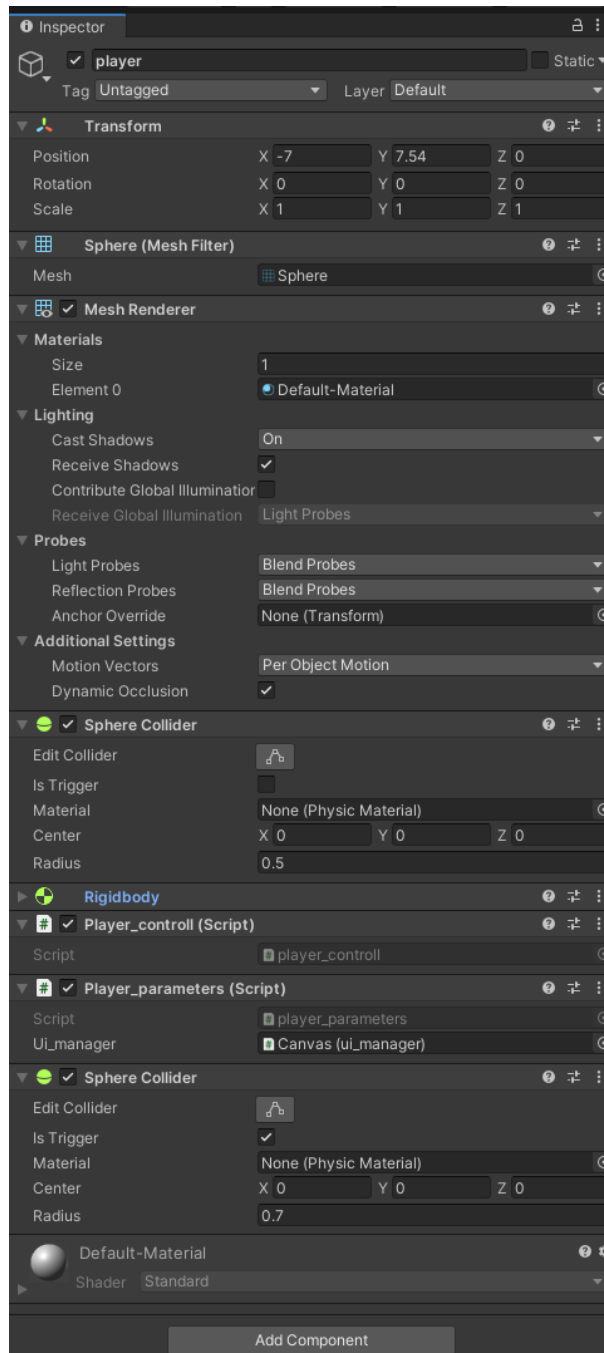 Inspector
player Static
Tag Untagged Layer Default
Transform
Position X -7 Y 7.54 Z 0
Rotation X 0 Y 0 Z 0
Scale X 1 Y 1 Z 1
Sphere (Mesh Filter)
Mesh Sphere
Mesh Renderer
Materials
Size 1
Element 0 Default-Material
Lighting
Cast Shadows On
Receive Shadows
Contribute Global Illumination
Receive Global Illumination Light Probes
Probes
Light Probes Blend Probes
Reflection Probes Blend Probes
Anchor Override None (Transform)
Additional Settings
Motion Vectors Per Object Motion
Dynamic Occlusion
Sphere Collider
Edit Collider
Is Trigger
Material None (Physic Material)
Center X 0 Y 0 Z 0
Radius 0.5
Rigidbody
# Player_controll (Script)
Script # player_controll
# Player_parameters (Script)
Script # player_parameters
Ui_manager # Canvas (ui_manager)
Sphere Collider
Edit Collider
Is Trigger
Material None (Physic Material)
Center X 0 Y 0 Z 0
Radius 0.7
Default-Material
Shader Standard
Add Component